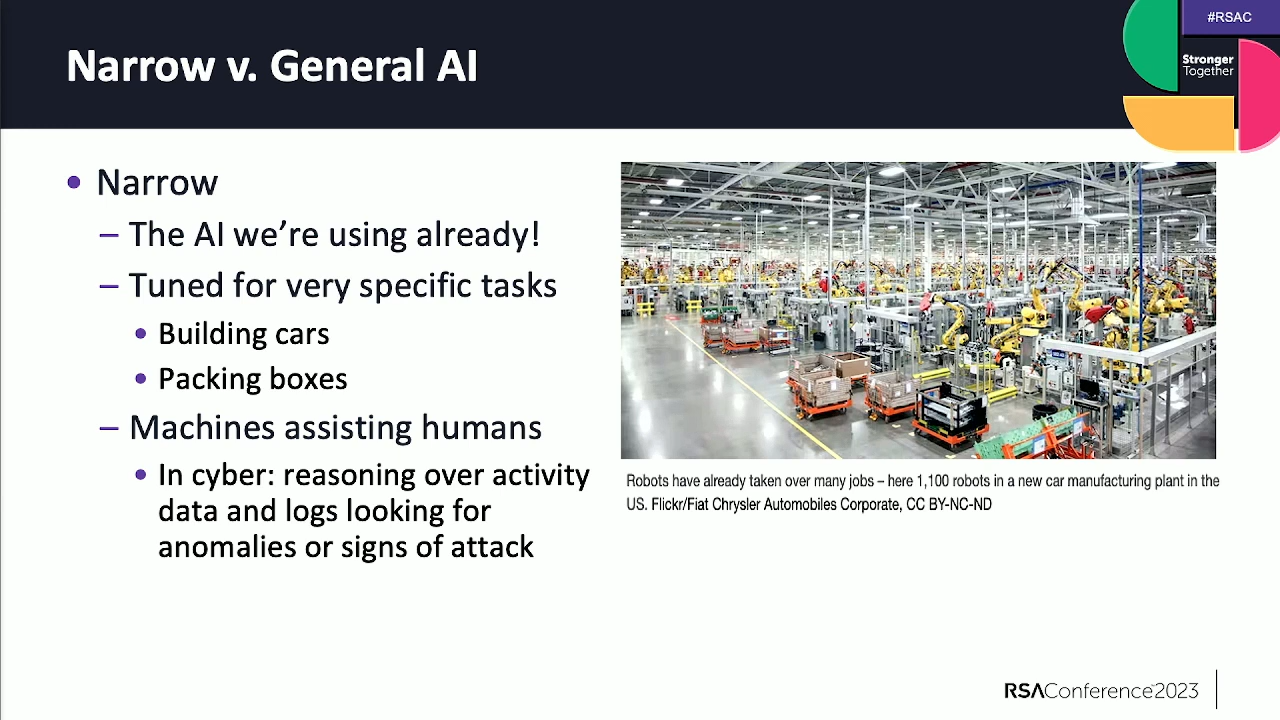 #RSAC
Stronger
Together
Narrow v. General AI
• Narrow
– The AI we're using already!
– Tuned for very specific tasks
• Building cars
• Packing boxes
– Machines assisting humans
• In cyber: reasoning over activity
data and logs looking for
anomalies or signs of attack
Robots have already taken over many jobs – here 1,100 robots in a new car manufacturing plant in the
US. Flickr/Fiat Chrysler Automobiles Corporate, CC BY-NC-ND
RSAConference™2023